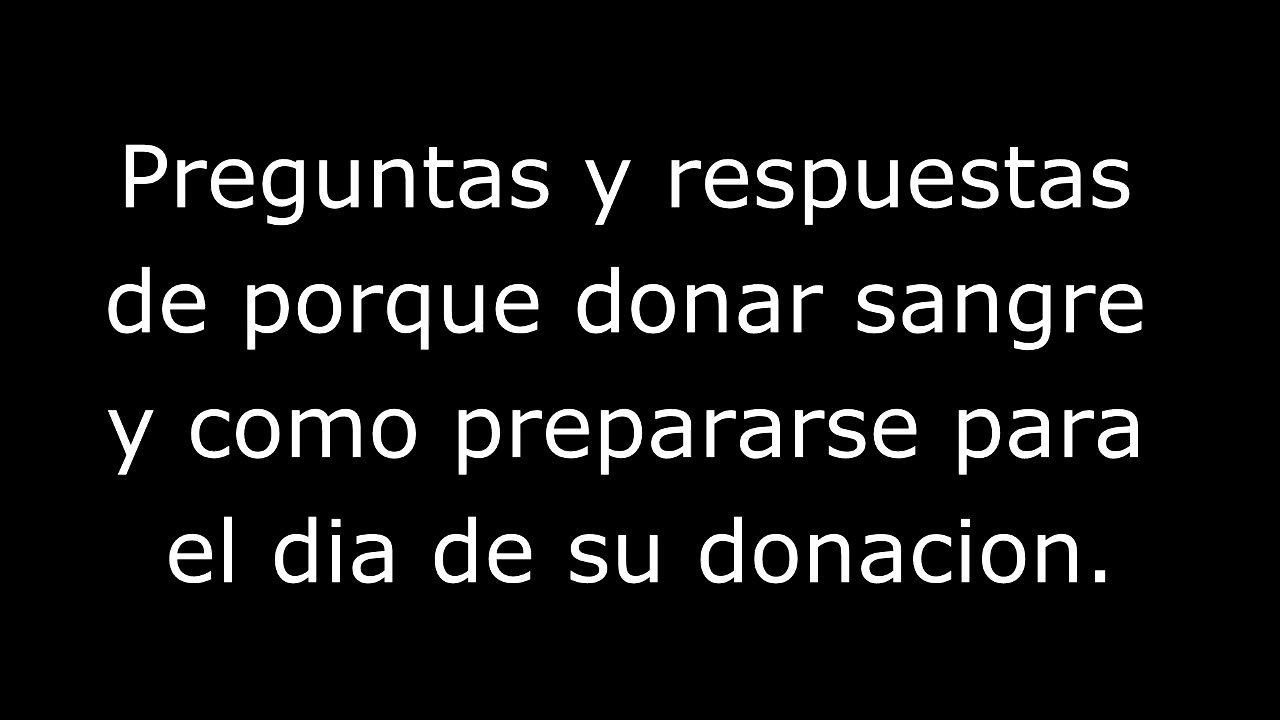 Preguntas y respuestas
de porque donar sangre
y como prepararse para
el dia de su donacion.